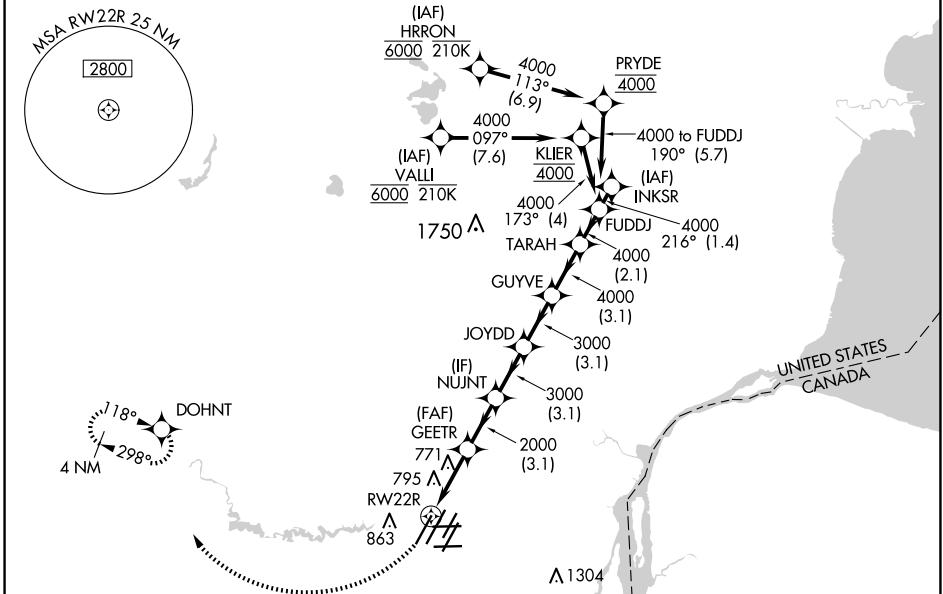 MSA RW22R 25 NM
2800
(IAF)
HRRON
6000 210K
4000
113°
(6.9)
PRYDE
4000
4000
097°
(7.6)
(IAF)
VALLI
6000 210K
KLIER
4000
4000 to FUDDJ
190° (5.7)
(IAF)
INKSR
4000
173° (4)
FUDDJ
4000
216° (1.4)
1750
TARAH
4000
(2.1)
GUYVE
4000
(3.1)
JOYDD
3000
(3.1)
(IF)
NUJNT
3000
(3.1)
(FAF)
GEETR
2000
(3.1)
771
795
RW22R
863
1304
118°
DOHNT
298°
4 NM
UNITED STATES
CANADA